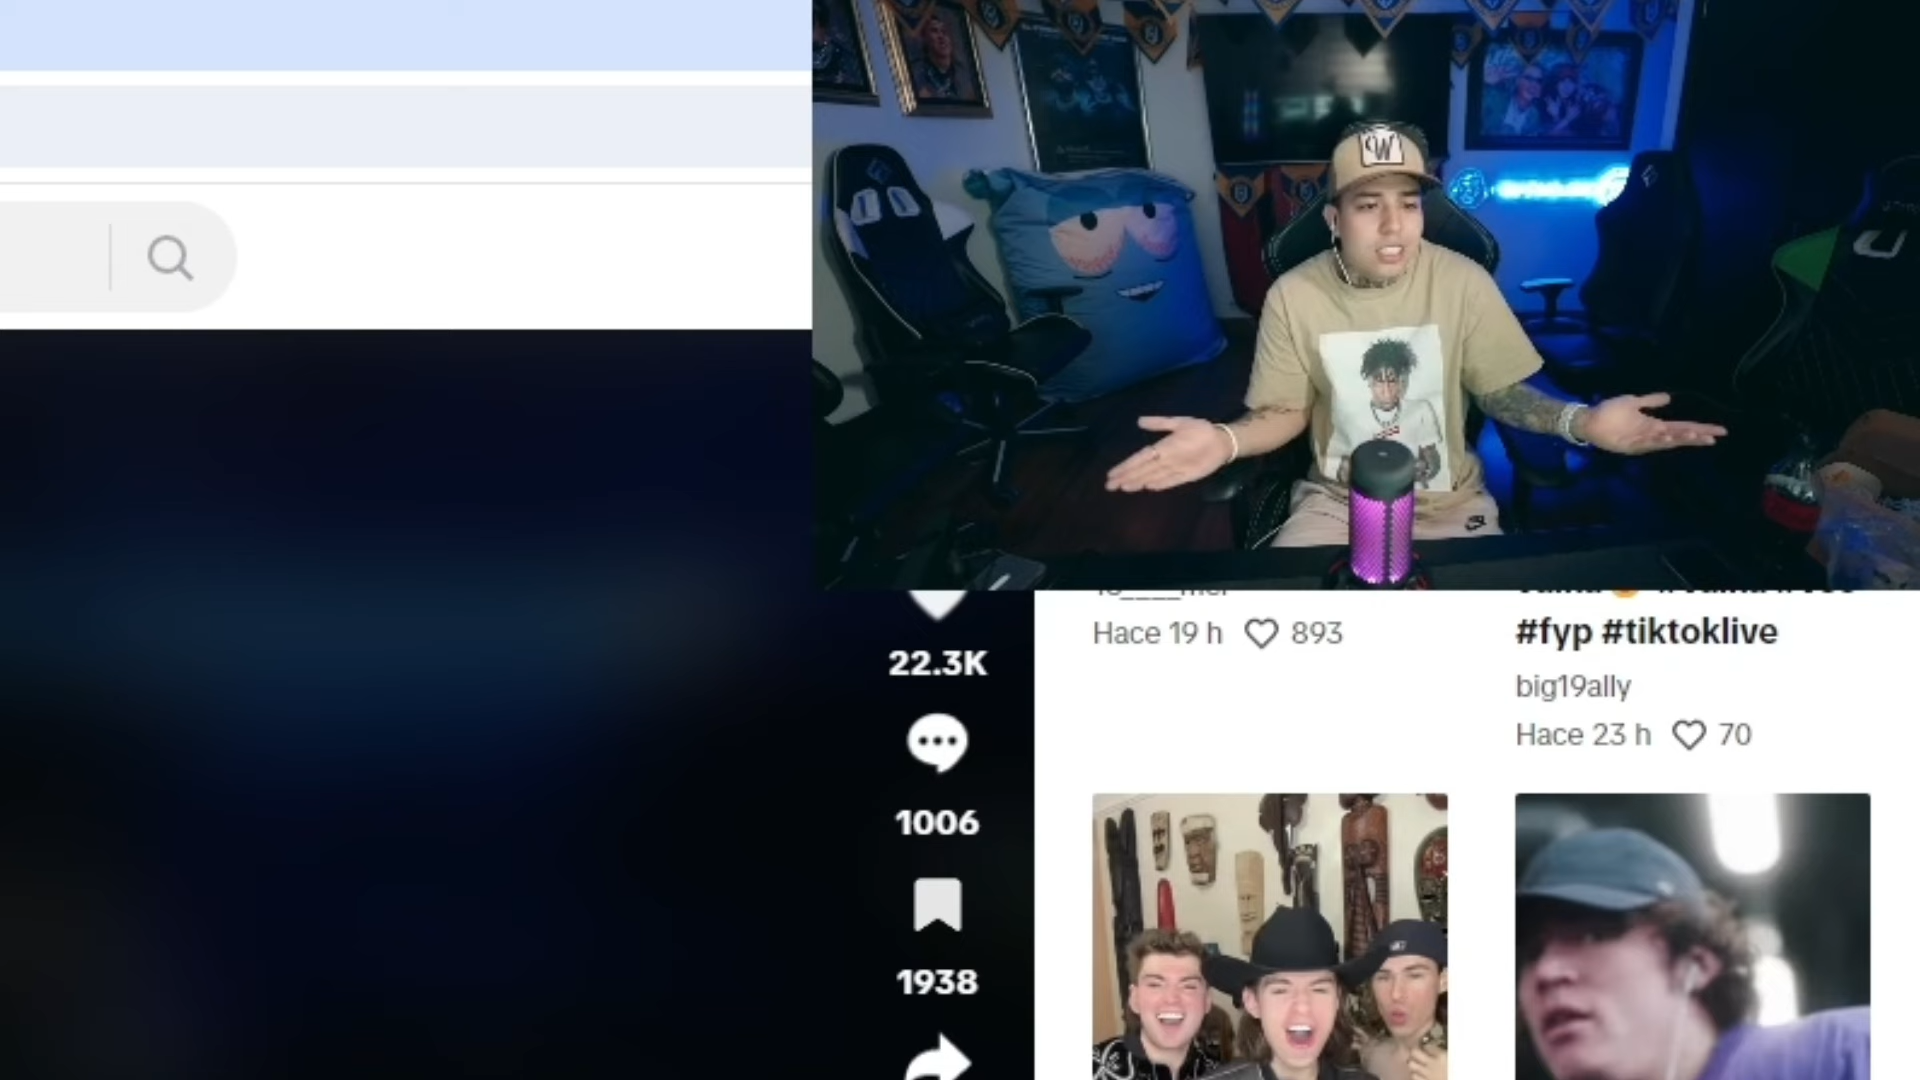 W
22.3K
1006
1938
Hace 19 h 893
#fyp #tiktoklive
big19ally
Hace 23 h 70